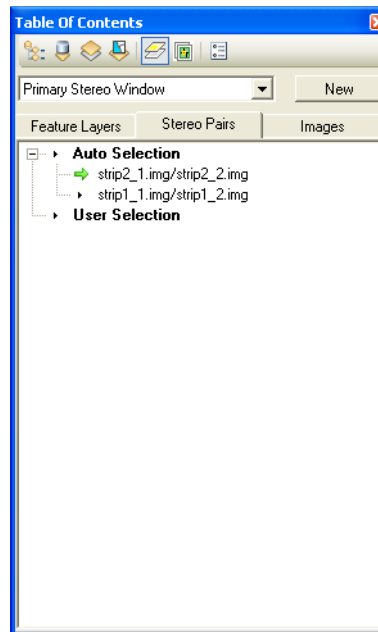 Table Of Contents
Primary Stereo Window
New
Feature Layers
Stereo Pairs
Images
Auto Selection
strip2_1.img/strip2_2.img
strip1_1.img/strip1_2.img
User Selection